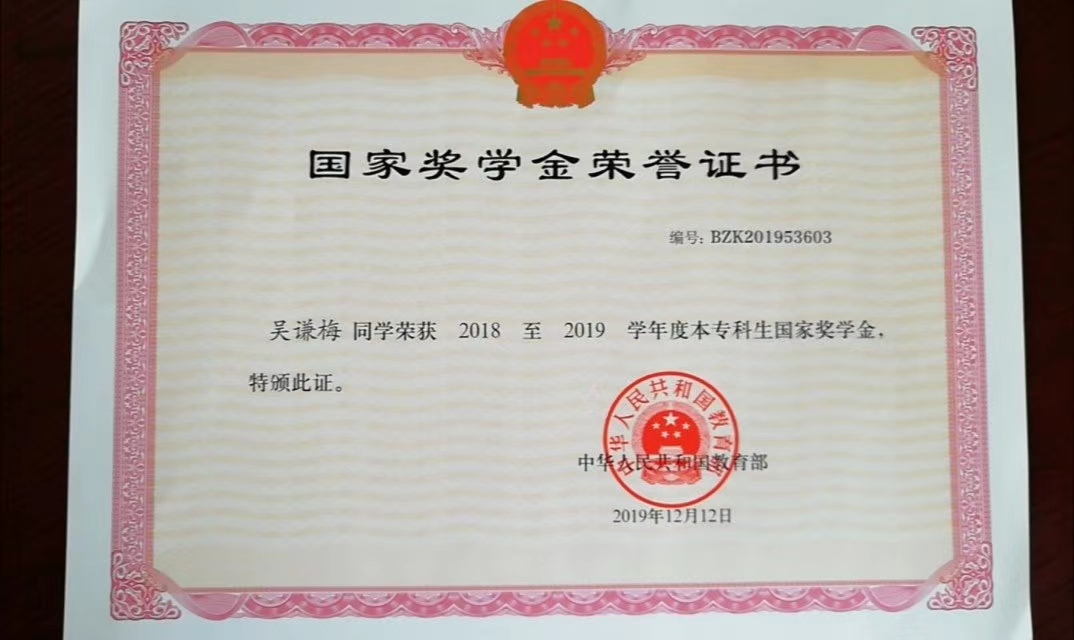 国家奖学金荣誉证书
编号: BZK201953603
吴谦梅 同学荣获 2018 至 2019 学年度本专科生国家奖学金,
特颁此证。
中华人民共和国教育部
中华人民共和国教育部
2019年12月12日